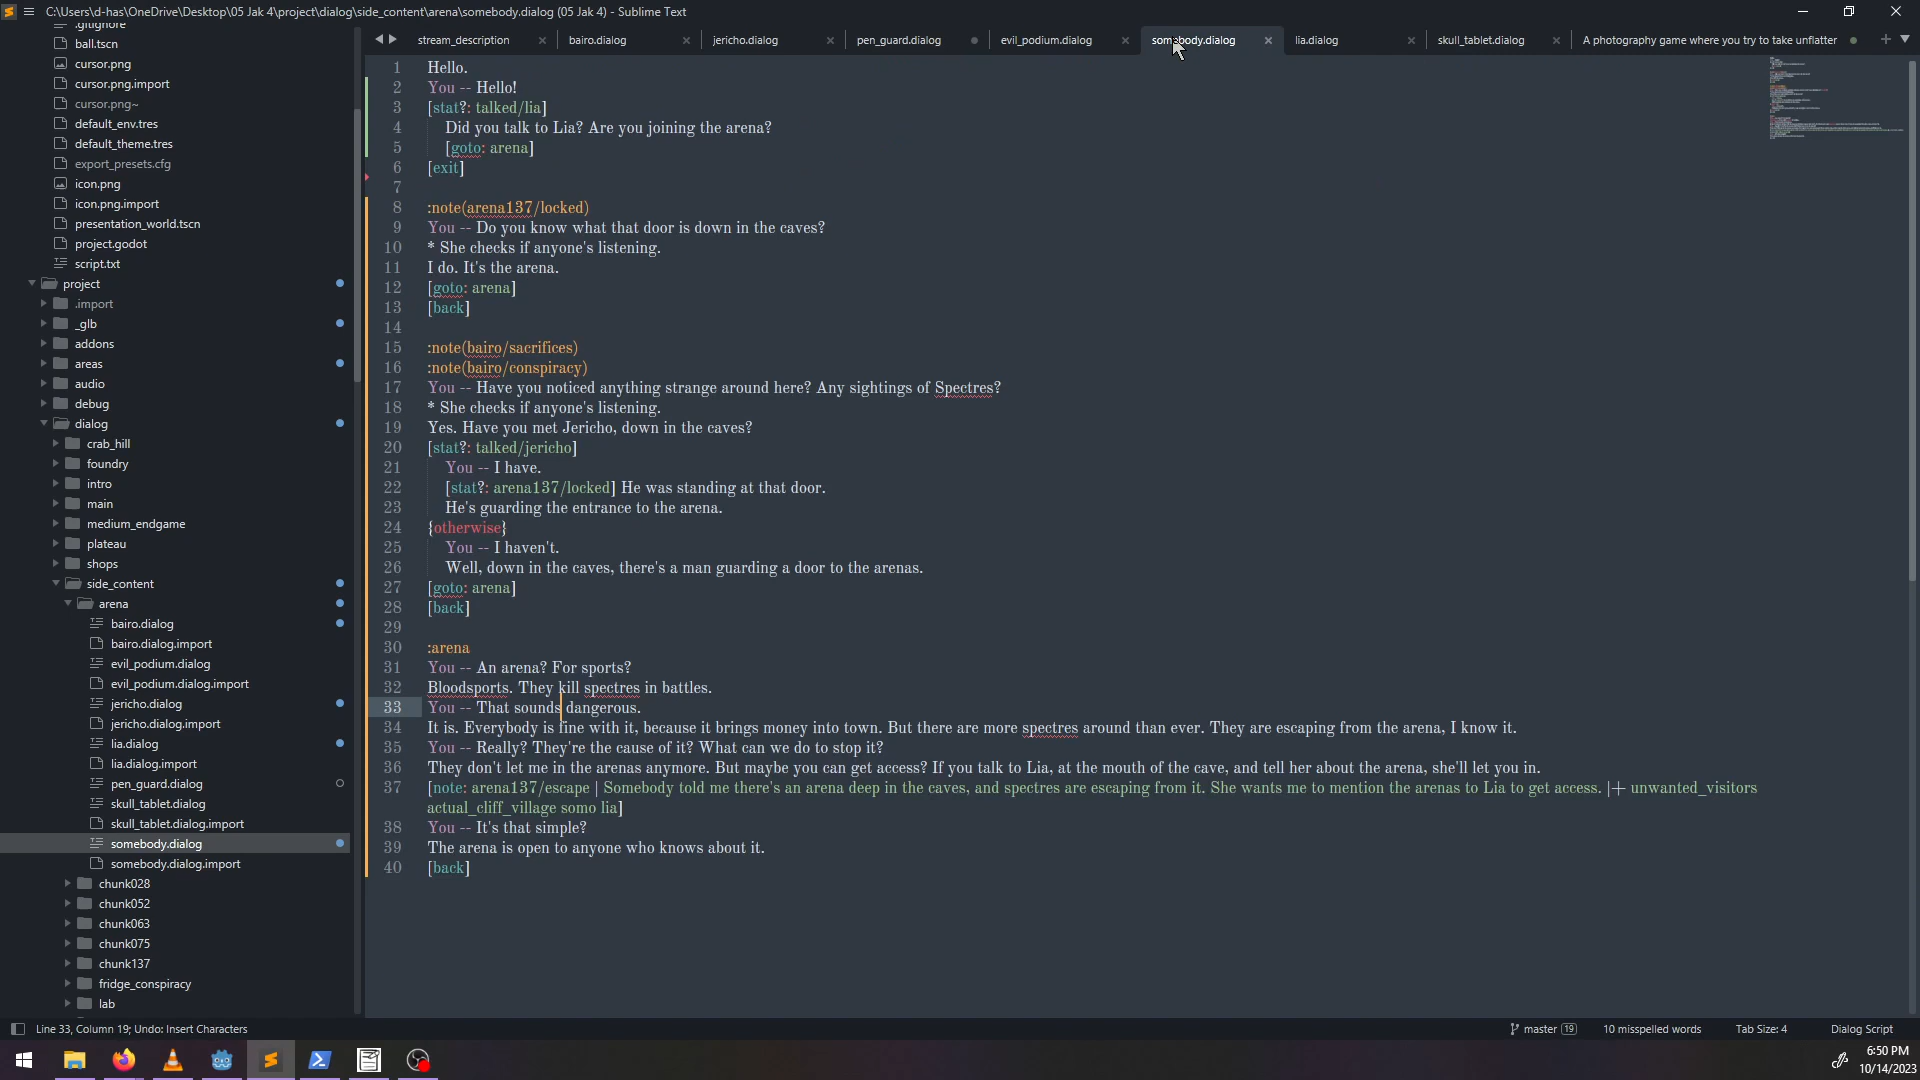 C:\Users\d-has\OneDrive\Desktop\05 Jak 4\project\dialog\side_content\arena\somebody.dialog (05 Jak 4) - Sublime Text
.gitignore
ball.tscn
cursor.png
cursor.png.import
cursor.png~
default_env.tres
default_theme.tres
export_presets.cfg
icon.png
icon.png.import
presentation_world.tscn
project.godot
script.txt
project
.import
_glb
addons
areas
audio
debug
dialog
crab_hill
foundry
intro
main
medium_endgame
plateau
shops
side_content
arena
bairo.dialog
bairo.dialog.import
evil_podium.dialog
evil_podium.dialog.import
jericho.dialog
jericho.dialog.import
lia.dialog
lia.dialog.import
pen_guard.dialog
skull_tablet.dialog
skull_tablet.dialog.import
somebody.dialog
somebody.dialog.import
chunk028
chunk052
chunk063
chunk075
chunk137
fridge_conspiracy
lab
stream_description bairo.dialog jericho.dialog pen_guard.dialog evil_podium.dialog somebody.dialog lia.dialog skull_tablet.dialog A photography game where you try to take unflatter
1 Hello.
2 You -- Hello!
3 [stat?: talked/lia]
4 Did you talk to Lia? Are you joining the arena?
5 [goto: arena]
6 [exit]
7
8 :note(arena137/locked)
9 You -- Do you know what that door is down in the caves?
10 * She checks if anyone's listening.
11 I do. It's the arena.
12 [goto: arena]
13 [back]
14
15 :note(bairo/sacrifices)
16 :note(bairo/conspiracy)
17 You -- Have you noticed anything strange around here? Any sightings of Spectres?
18 * She checks if anyone's listening.
19 Yes. Have you met Jericho, down in the caves?
20 [stat?: talked/jericho]
21 You -- I have.
22 [stat?: arena137/locked] He was standing at that door.
23 He's guarding the entrance to the arena.
24 {otherwise}
25 You -- I haven't.
26 Well, down in the caves, there's a man guarding a door to the arenas.
27 [goto: arena]
28 [back]
29
30 :arena
31 You -- An arena? For sports?
32 Bloodsports. They kill spectres in battles.
33 You -- That sounds dangerous.
34 It is. Everybody is fine with it, because it brings money into town. But there are more spectres around than ever. They are escaping from the arena, I know it.
35 You -- Really? They're the cause of it? What can we do to stop it?
36 They don't let me in the arenas anymore. But maybe you can get access? If you talk to Lia, at the mouth of the cave, and tell her about the arena, she'll let you in.
37 [note: arena137/escape | Somebody told me there's an arena deep in the caves, and spectres are escaping from it. She wants me to mention the arenas to Lia to get access. |+ unwanted_visitors
actual_cliff_village somo lia]
38 You -- It's that simple?
39 The arena is open to anyone who knows about it.
40 [back]
Line 33, Column 19; Undo: Insert Characters
master 19 10 misspelled words Tab Size: 4 Dialog Script
6:50 PM
10/14/2023